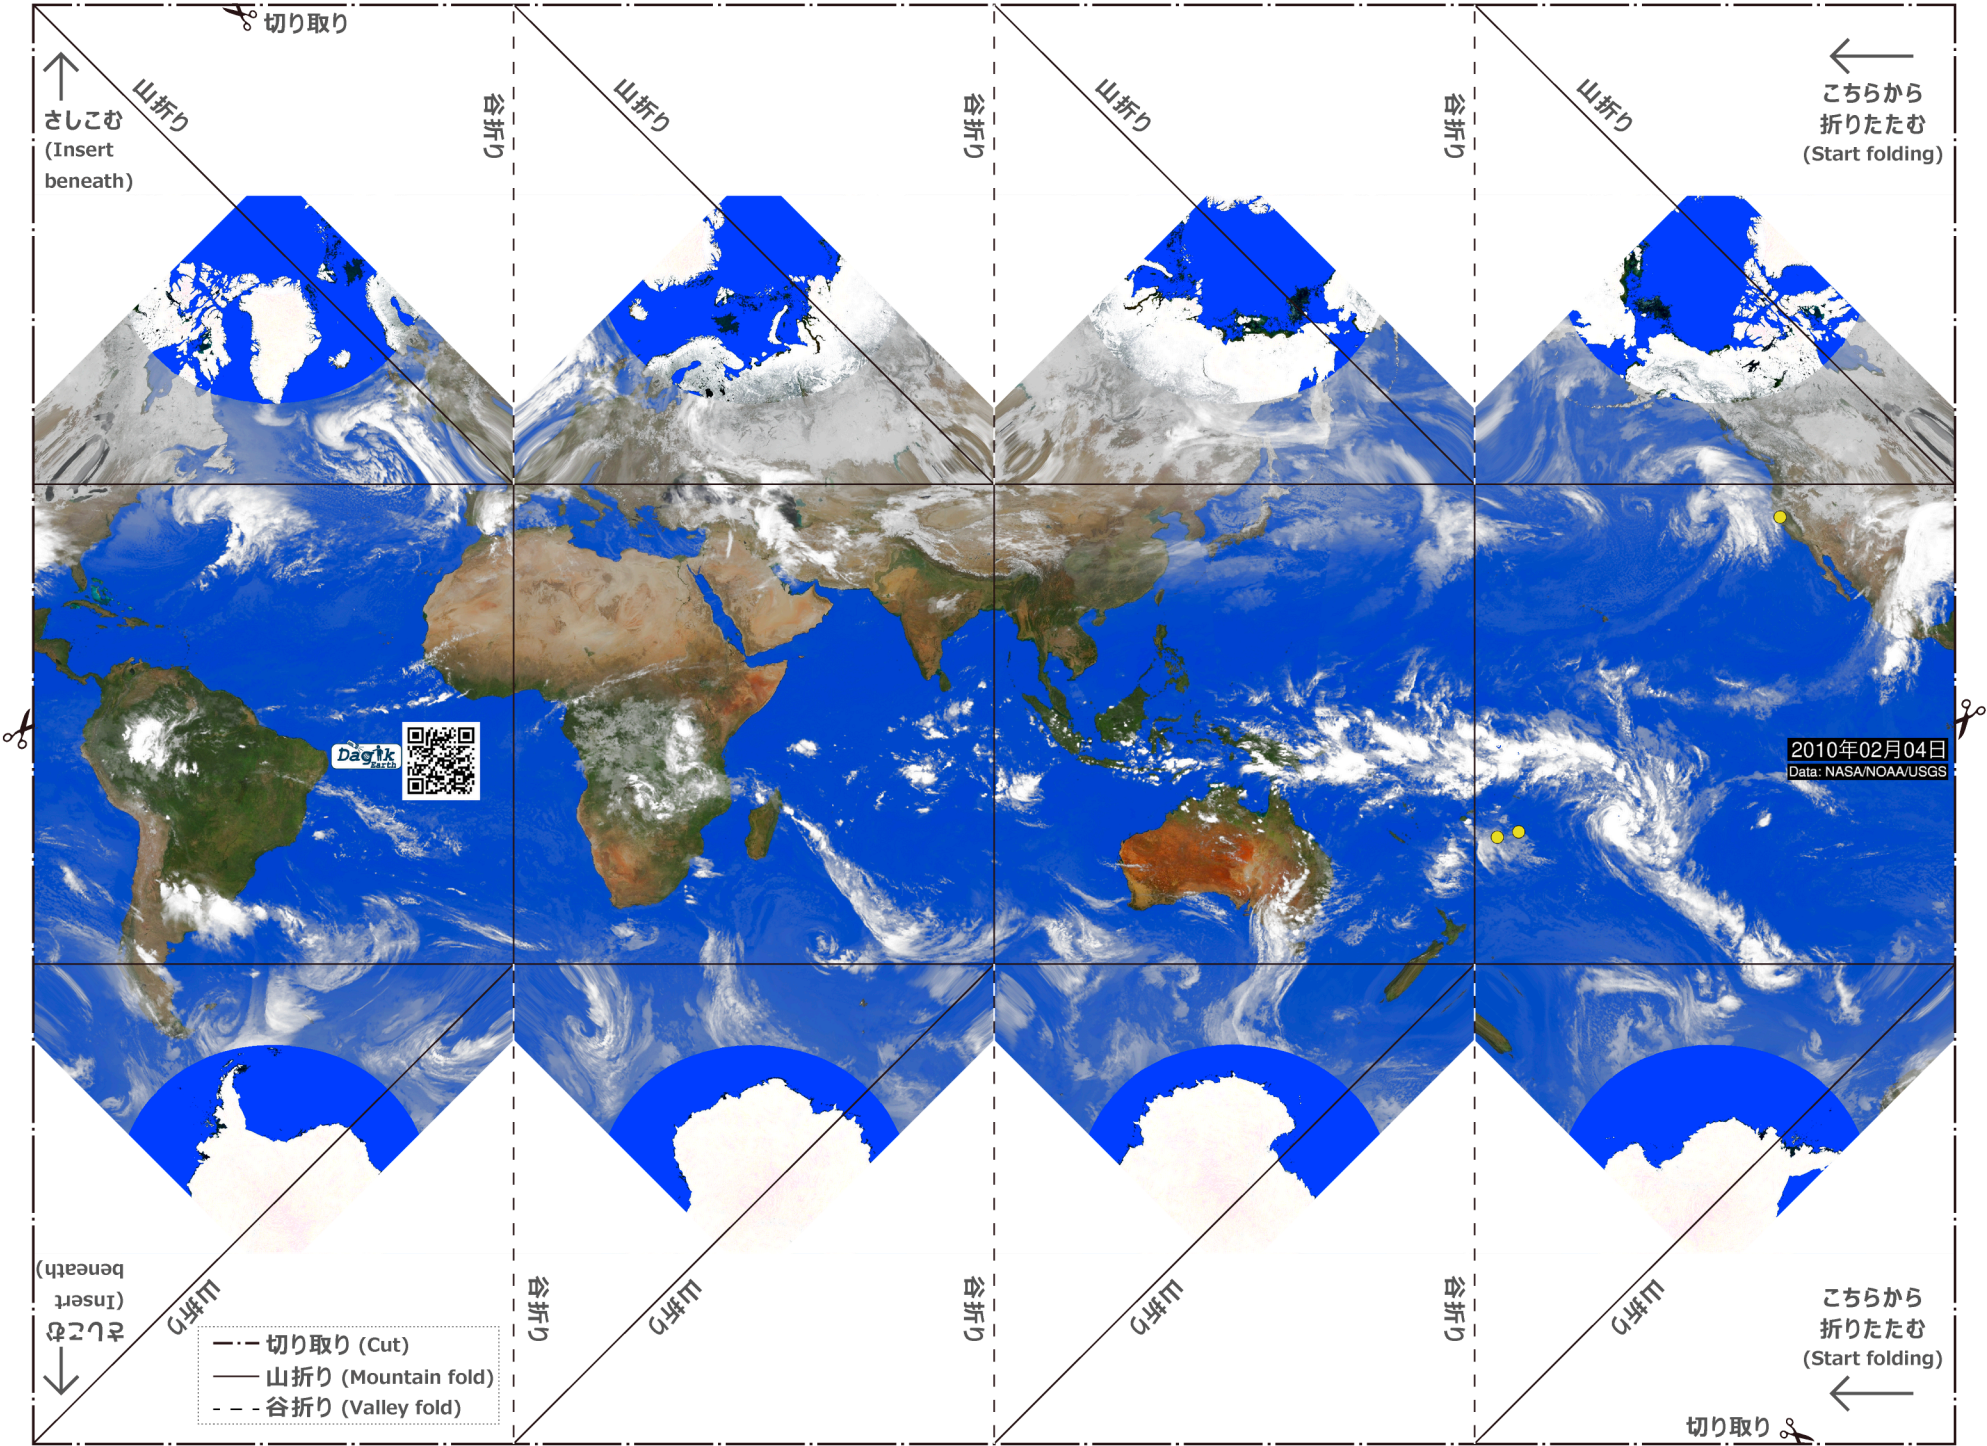 切り取り
山折り
山折り
山折り
山折り
谷折り
谷折り
谷折り
さしこむ
(Insert
beneath)
こちらから
折りたたむ
(Start folding)
Dagik
Earth
2010年02月04日
Data: NASA/NOAA/USGS
さしこむ
(Insert
beneath)
山折り
山折り
山折り
山折り
谷折り
谷折り
谷折り
こちらから
折りたたむ
(Start folding)
切り取り (Cut)
山折り (Mountain fold)
谷折り (Valley fold)
切り取り